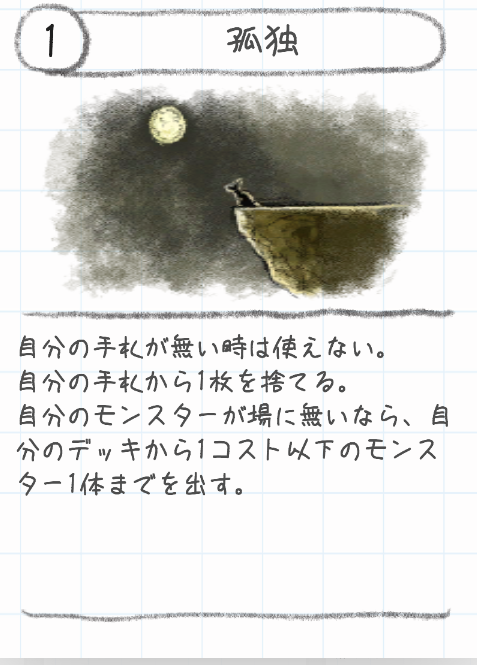 1
孤独
自分の手札が無い時は使えない。
自分の手札から1枚を捨てる。
自分のモンスターが場に無いなら、自
分のデッキから1コスト以下のモンス
ター1体までを出す。